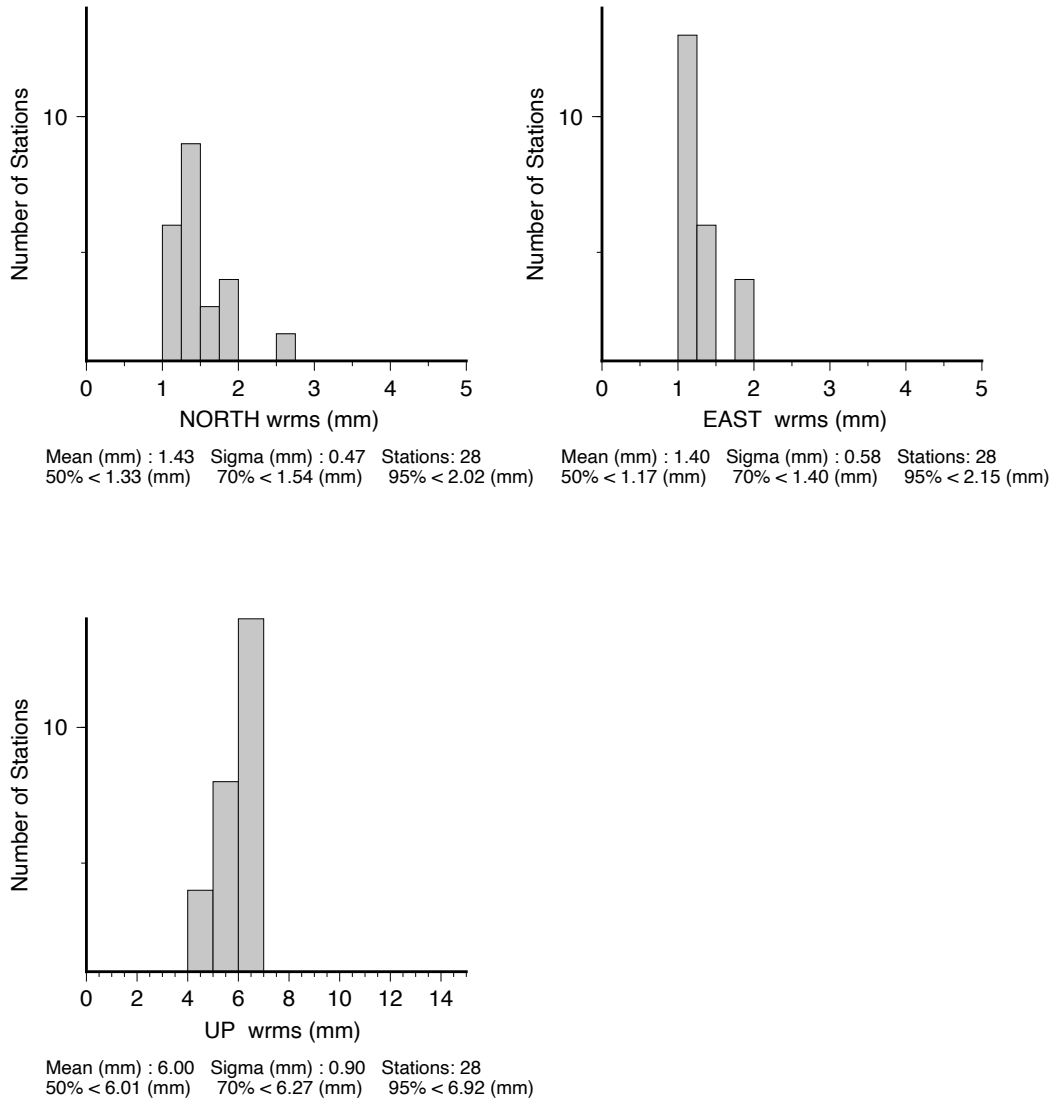 Number of Stations
10
0 1 2 3 4 5
NORTH wrms (mm)
Mean (mm) : 1.43 Sigma (mm) : 0.47 Stations: 28
50% < 1.33 (mm) 70% < 1.54 (mm) 95% < 2.02 (mm)
Number of Stations
10
0 1 2 3 4 5
EAST wrms (mm)
Mean (mm) : 1.40 Sigma (mm) : 0.58 Stations: 28
50% < 1.17 (mm) 70% < 1.40 (mm) 95% < 2.15 (mm)
Number of Stations
10
0 2 4 6 8 10 12 14
UP wrms (mm)
Mean (mm) : 6.00 Sigma (mm) : 0.90 Stations: 28
50% < 6.01 (mm) 70% < 6.27 (mm) 95% < 6.92 (mm)